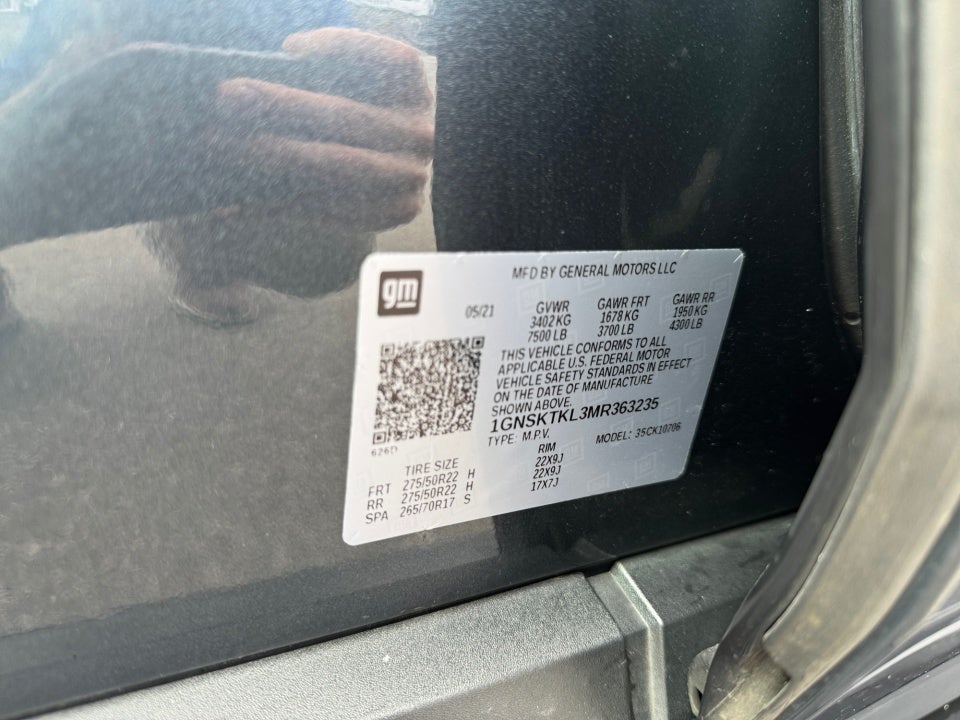 gm
MFD BY GENERAL MOTORS LLC
05/21 GVWR GAWR FRT GAWR RR
3402 KG 1678 KG 1950 KG
7500 LB 3700 LB 4300 LB
THIS VEHICLE CONFORMS TO ALL
APPLICABLE U.S. FEDERAL MOTOR
VEHICLE SAFETY STANDARDS IN EFFECT
ON THE DATE OF MANUFACTURE
SHOWN ABOVE.
1GNSKTKL3MR363235
626D TYPE: M.P.V. MODEL: 35CK10706
TIRE SIZE RIM
FRT 275/50R22 H 22X9J
RR 275/50R22 H 22X9J
SPA 265/70R17 S 17X7J